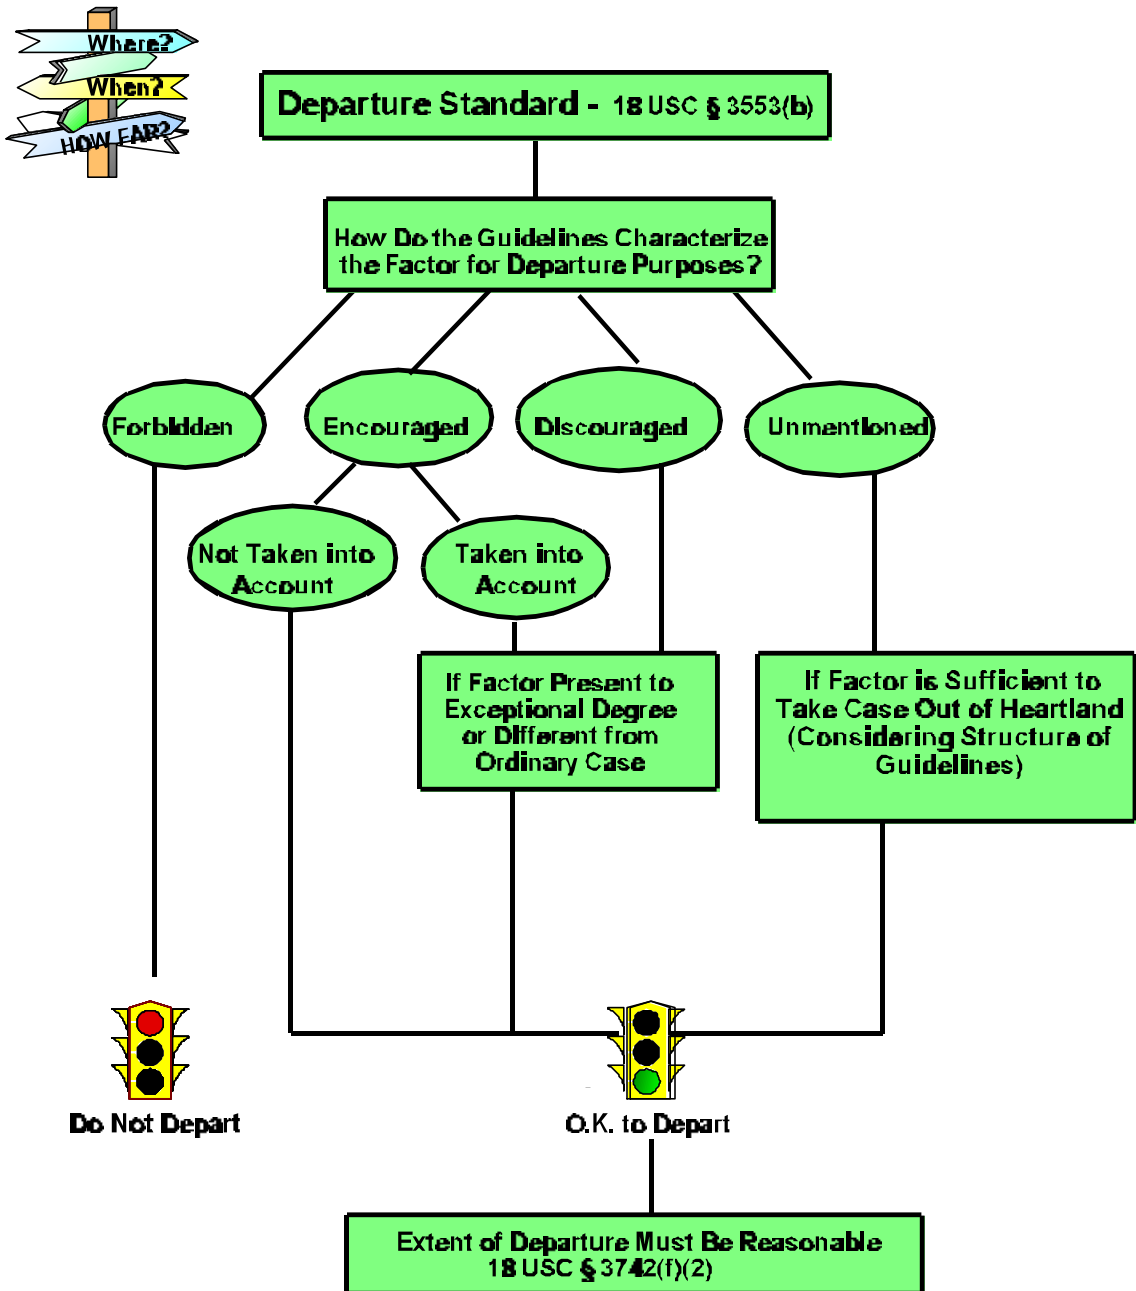 Where?
When?
HOW FAR?
Departure Standard - 18 USC § 3553(b)
How Do the Guidelines Characterize
the Factor for Departure Purposes?
Forbidden
Encouraged
Discouraged
Unmentioned
Not Taken into
Account
Taken into
Account
If Factor Present to
Exceptional Degree
or Different from
Ordinary Case
If Factor is Sufficient to
Take Case Out of Heartland
(Considering Structure of
Guidelines)
Do Not Depart
O.K. to Depart
Extent of Departure Must Be Reasonable
18 USC § 3742(f)(2)